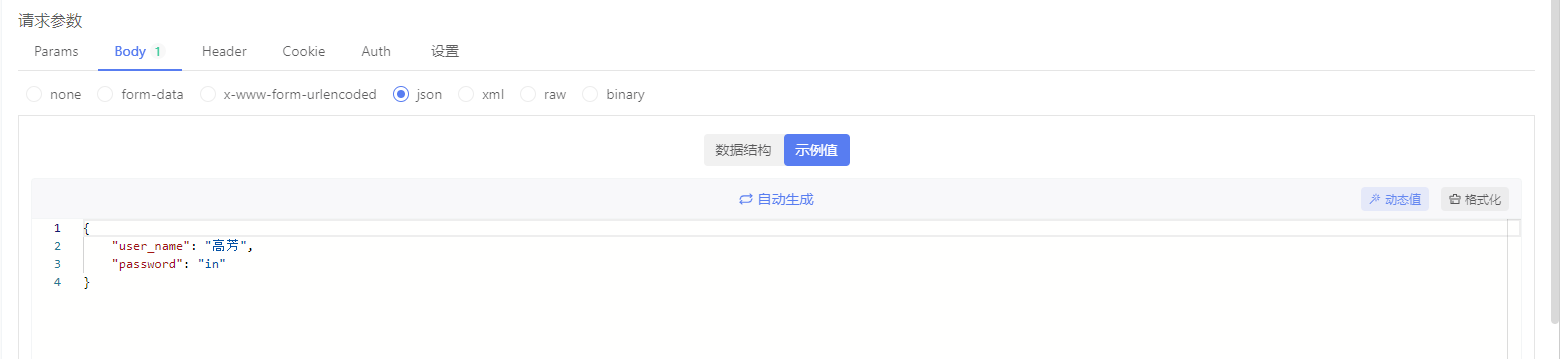 请求参数
Params Body 1 Header Cookie Auth 设置
none form-data x-www-form-urlencoded json xml raw binary
数据结构 示例值
自动生成 动态值 格式化
1 {
2 "user_name": "高芳",
3 "password": "in"
4 }